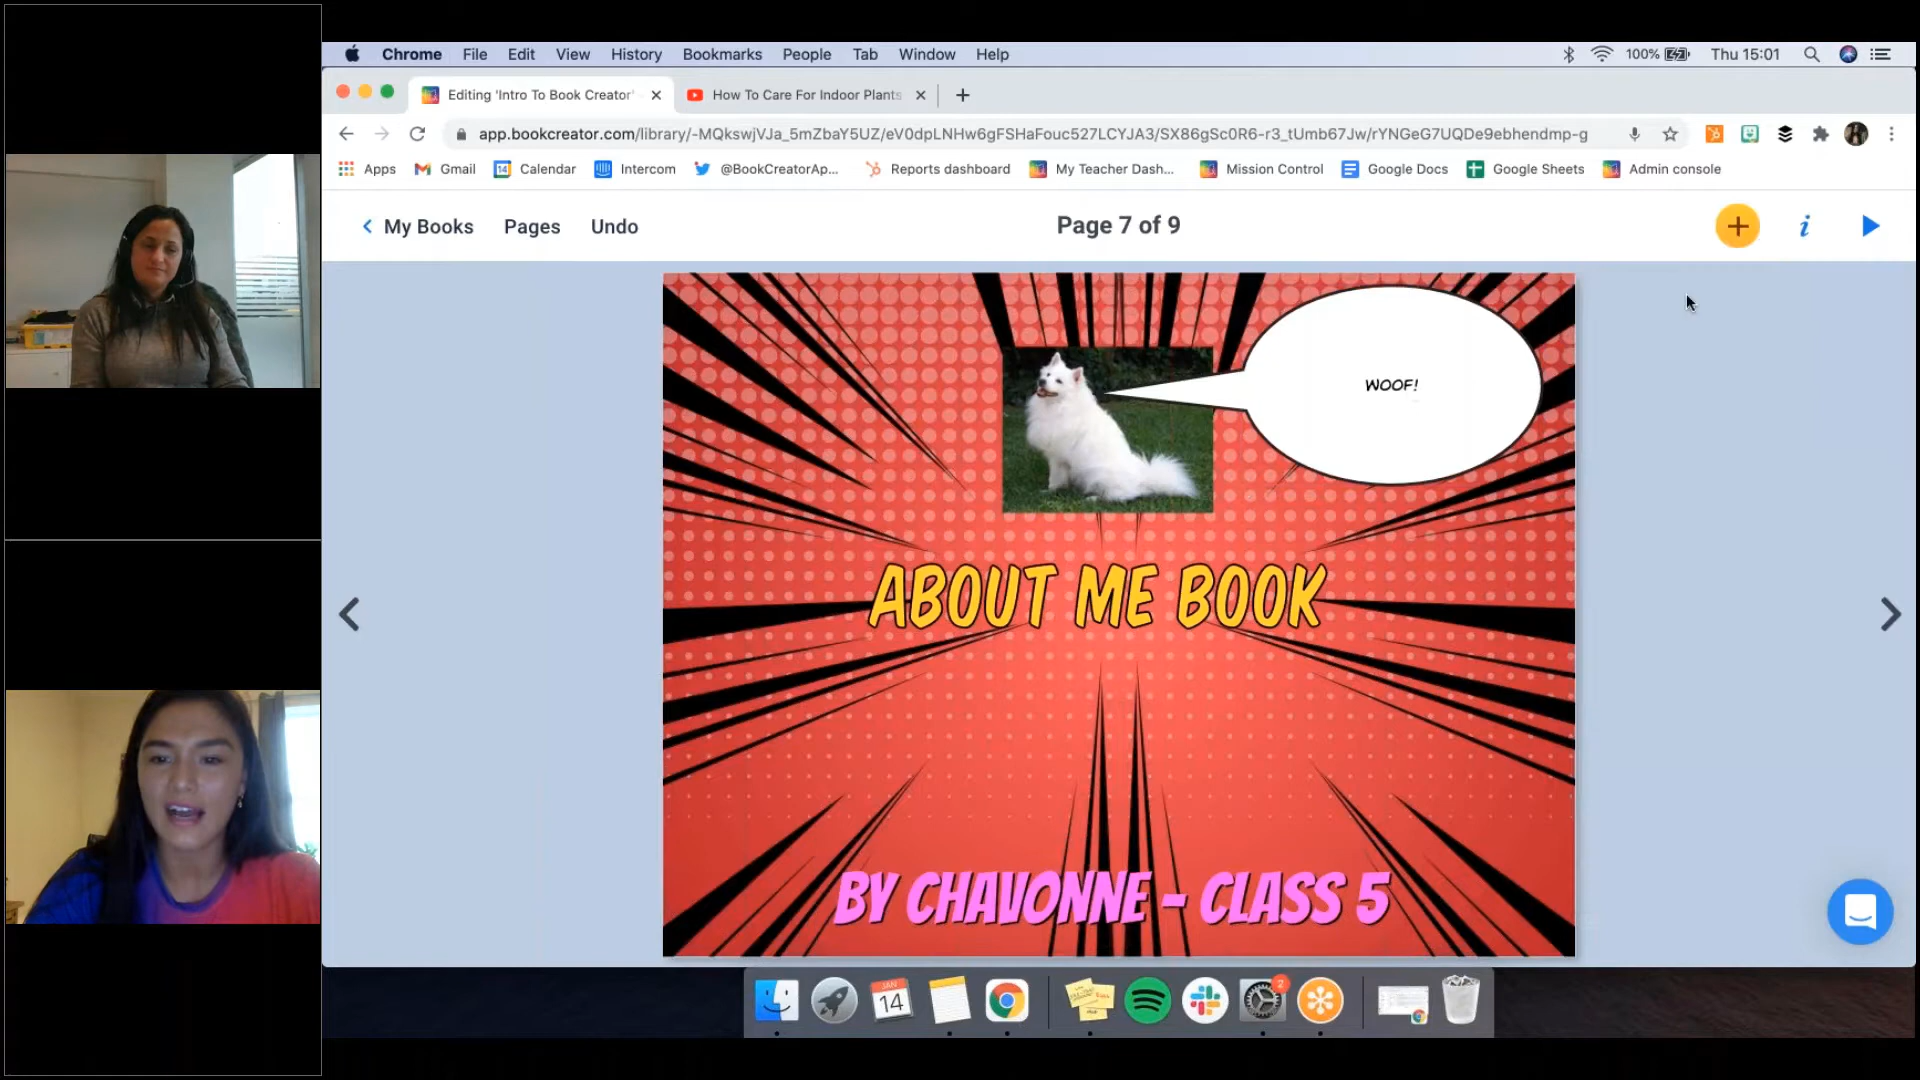 Chrome File Edit View History Bookmarks People Tab Window Help 100% Thu 15:01
Editing 'Intro To Book Creator' How To Care For Indoor Plants
app.bookcreator.com/library/-MQkswjVJa_5mZbaY5UZ/eV0dpLNHw6gFSHaFouc527LCYJA3/SX86gSc0R6-r3_tUmb67Jw/rYNGeG7UQDe9ebhendmp-g
Apps Gmail 14 Calendar Intercom @BookCreatorAp... Reports dashboard My Teacher Dash... Mission Control Google Docs Google Sheets Admin console
My Books Pages Undo Page 7 of 9
WOOF!
ABOUT ME BOOK
BY CHAVONNE - CLASS 5
JAN
14
2